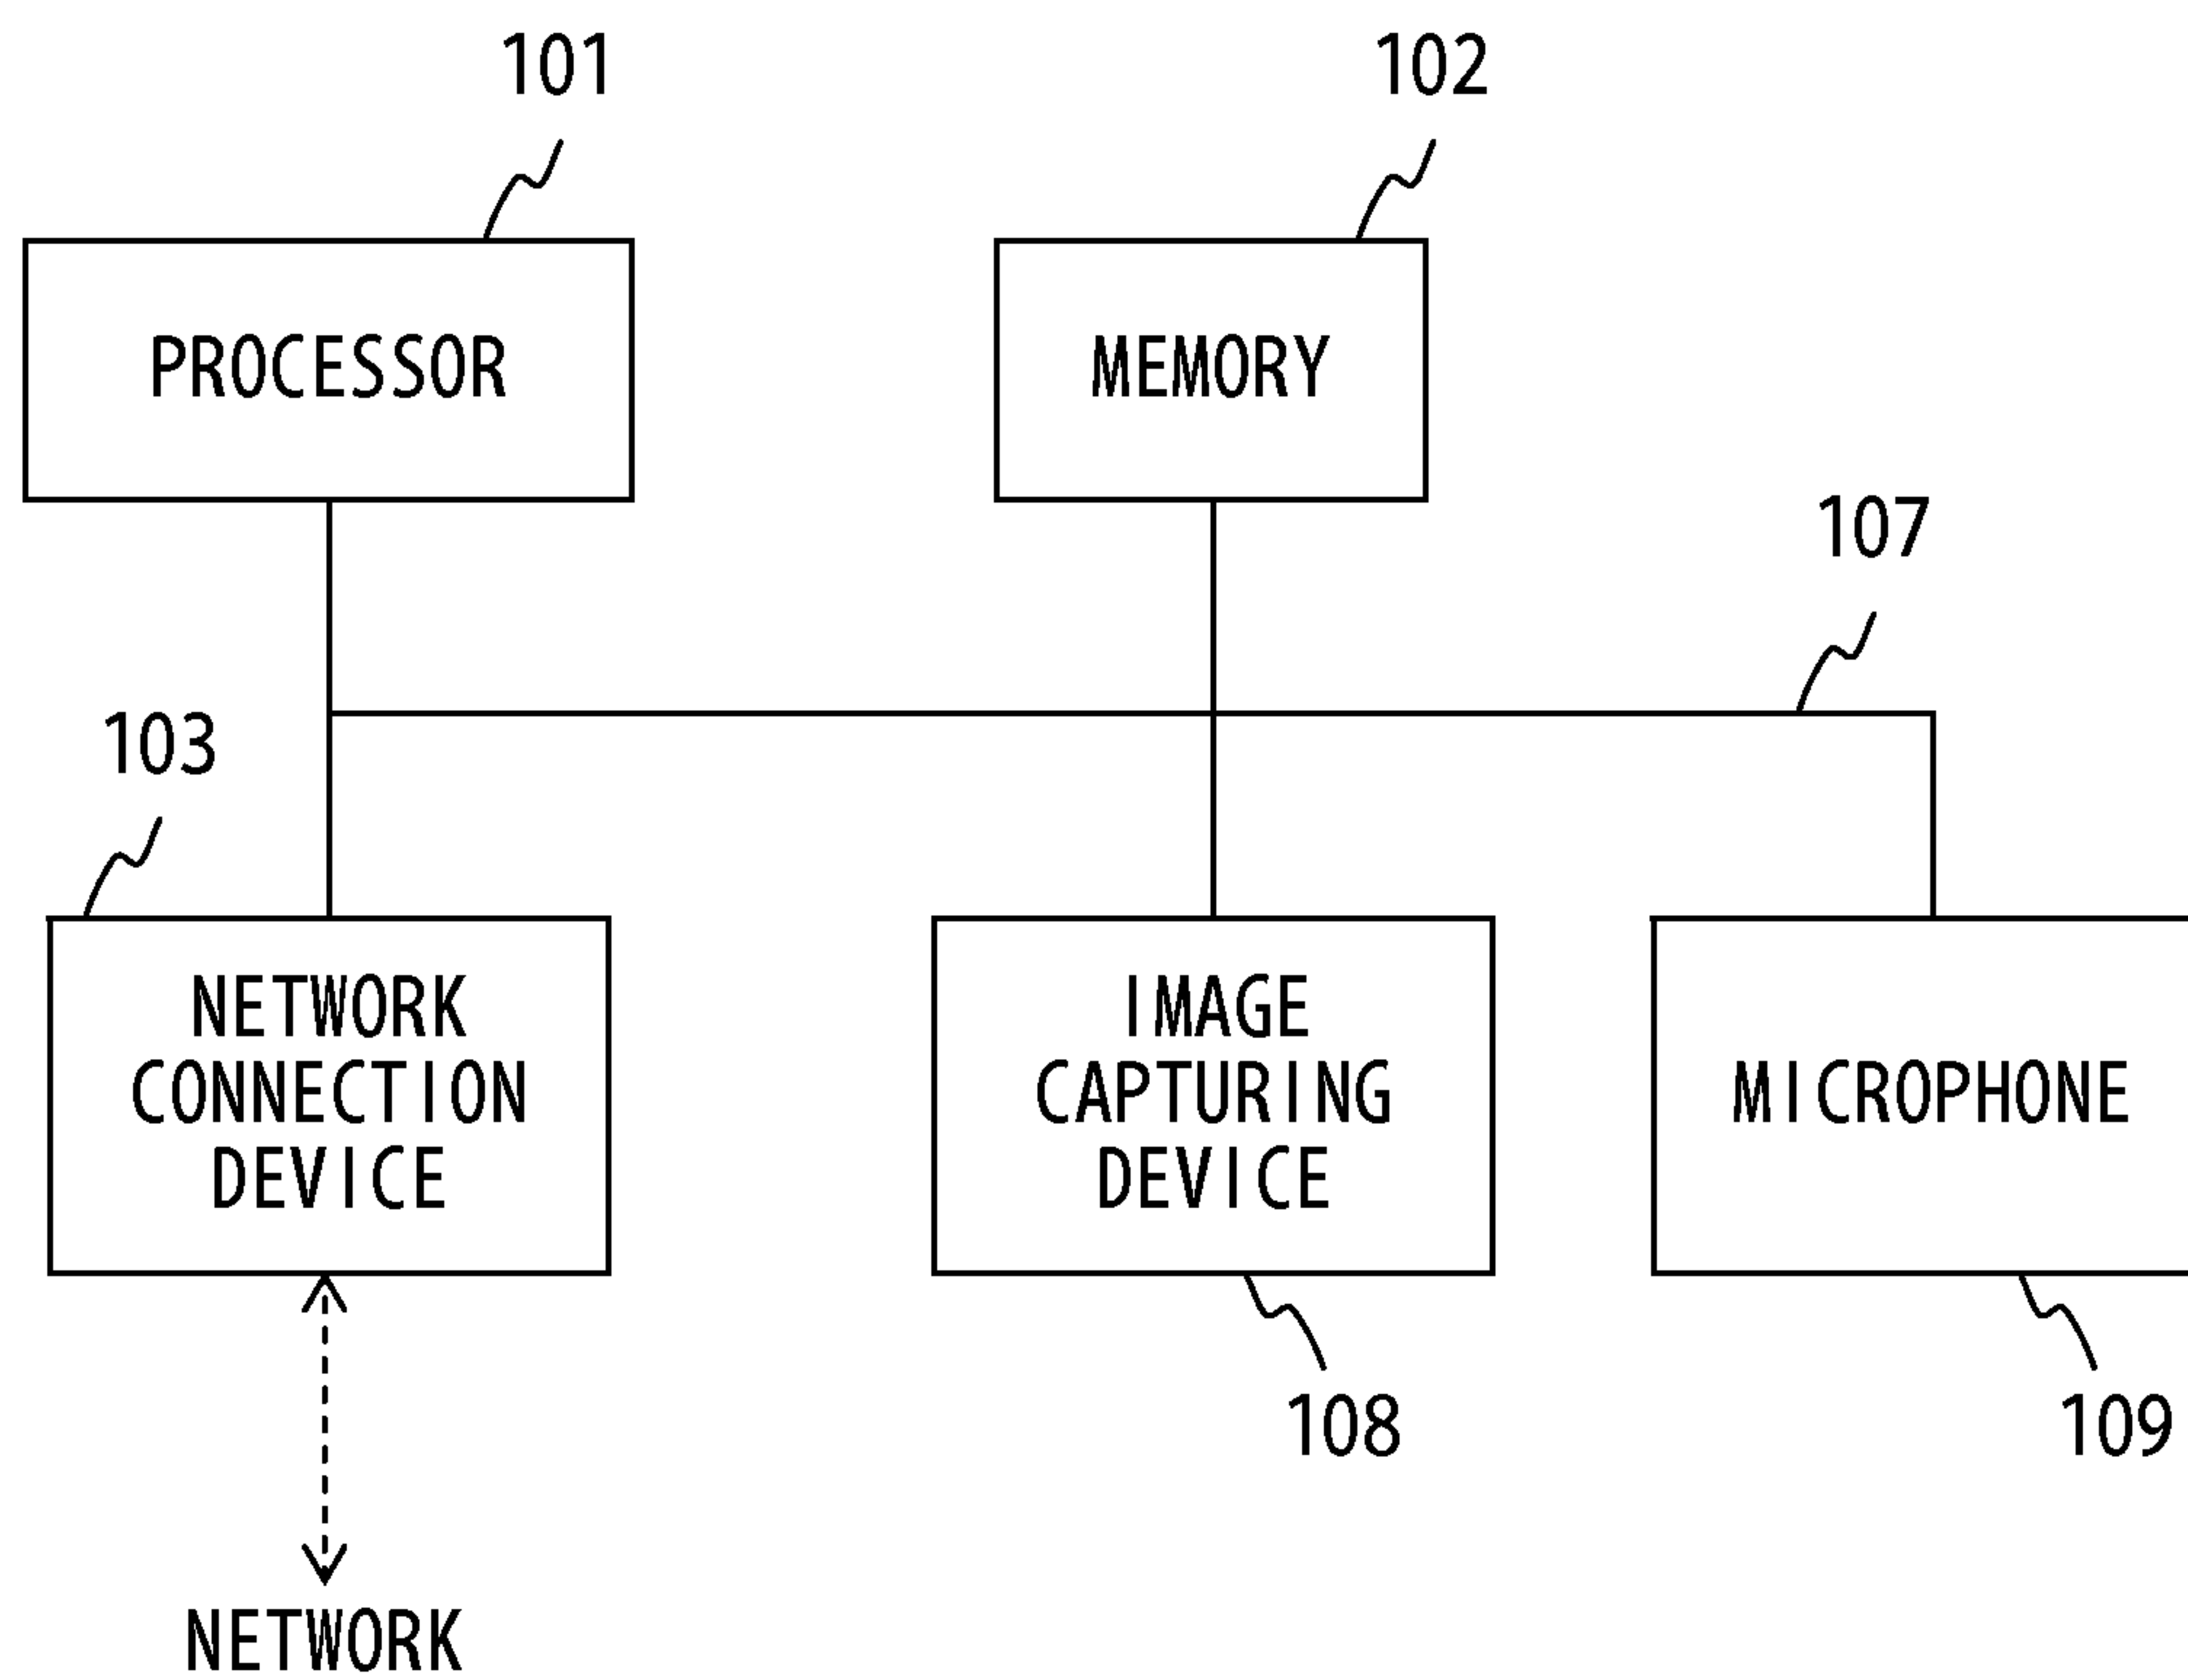 101
102
PROCESSOR
MEMORY
107
103
NETWORK
CONNECTION
DEVICE
IMAGE
CAPTURING
DEVICE
MICROPHONE
108
109
NETWORK